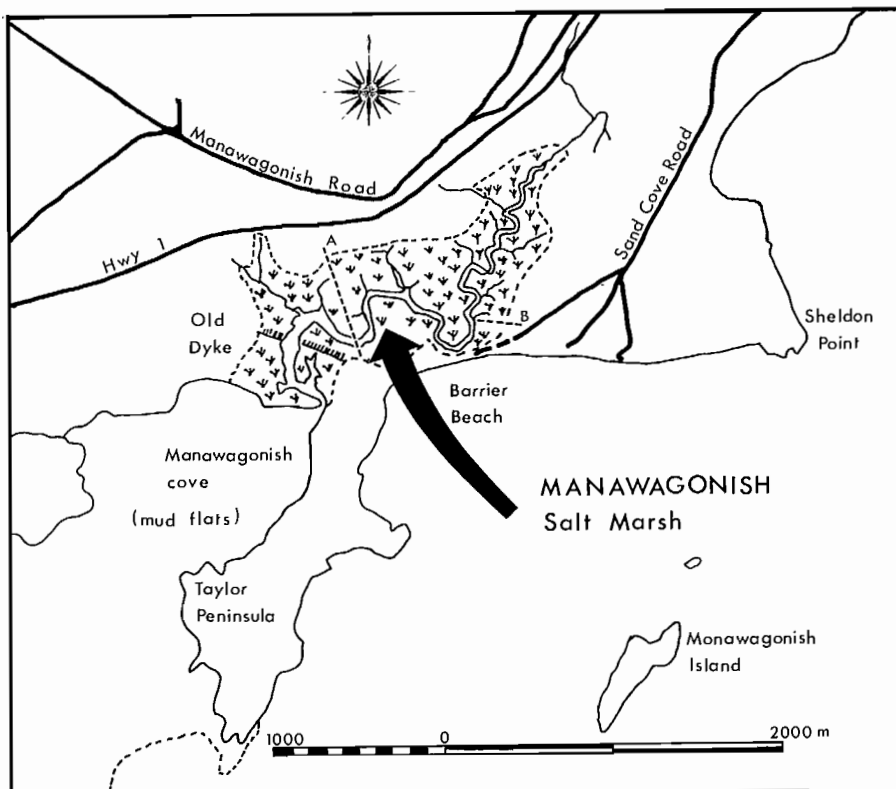 Manawagonish Road
Hwy 1
Sand Cove Road
A
B
Old
Dyke
Sheldon
Point
Barrier
Beach
Manawagonish
cove
(mud flats)
MANAWAGONISH
Salt Marsh
Taylor
Peninsula
Monawagonish
Island
1000 0 2000 m